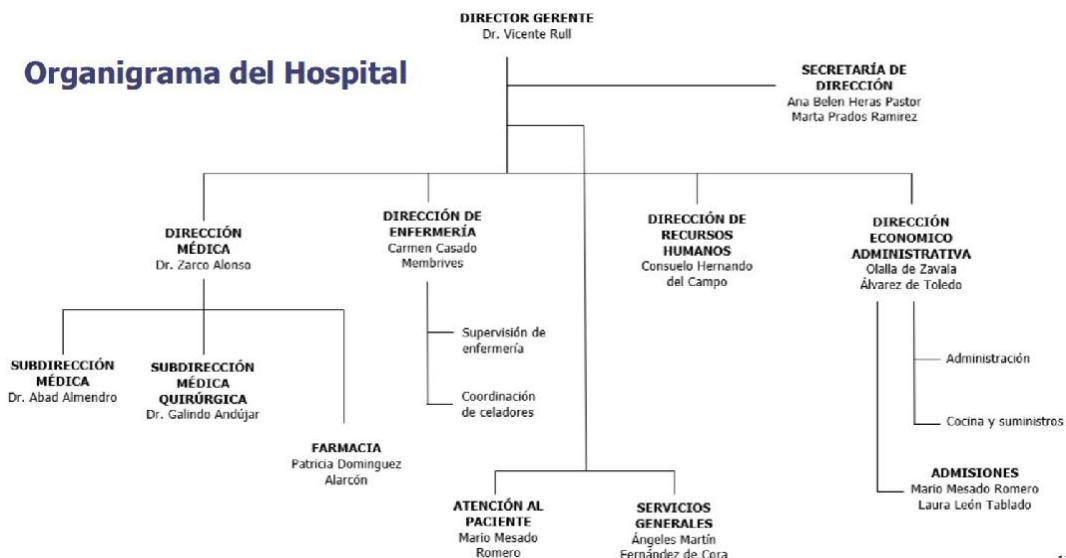 DIRECTOR GERENTE
Dr. Vicente Rull
Organigrama del Hospital
SECRETARÍA DE
DIRECCIÓN
Ana Belen Heras Pastor
Marta Prados Ramirez
DIRECCIÓN
MÉDICA
Dr. Zarco Alonso
DIRECCIÓN DE
ENFERMERÍA
Carmen Casado
Membrives
DIRECCIÓN DE
RECURSOS
HUMANOS
Consuelo Hernando
del Campo
DIRECCIÓN
ECONOMICO
ADMINISTRATIVA
Olalla de Zavala
Álvarez de Toledo
SUBDIRECCIÓN
MÉDICA
Dr. Abad Almendro
SUBDIRECCIÓN
MÉDICA
QUIRÚRGICA
Dr. Galindo Andújar
FARMACIA
Patricia Dominguez
Alarcón
Supervisión de
enfermería
Coordinación
de celadores
Administración
Cocina y suministros
ADMISIONES
Mario Mesado Romero
Laura León Tablado
ATENCIÓN AL
PACIENTE
Mario Mesado
Romero
SERVICIOS
GENERALES
Ángeles Martín
Fernández de Cora